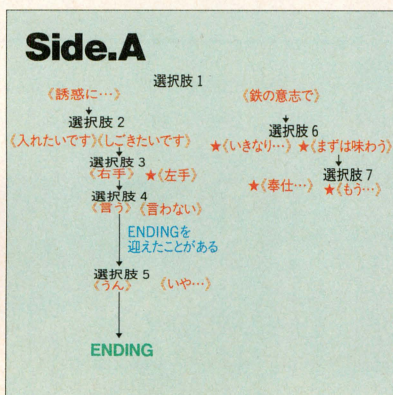 Side.A
選択肢 1
《誘惑に…》 《鉄の意志で》
選択肢 2
《入れたいです》《しごきたいです》
選択肢 3
《右手》 ★《左手》
選択肢 4
《言う》 《言わない》
ENDINGを
迎えたことがある
選択肢 5
《うん》 《いや…》
ENDING
選択肢 6
★《いきなり…》 ★《まずは味わう》
選択肢 7
★《奉仕…》 ★《もう…》